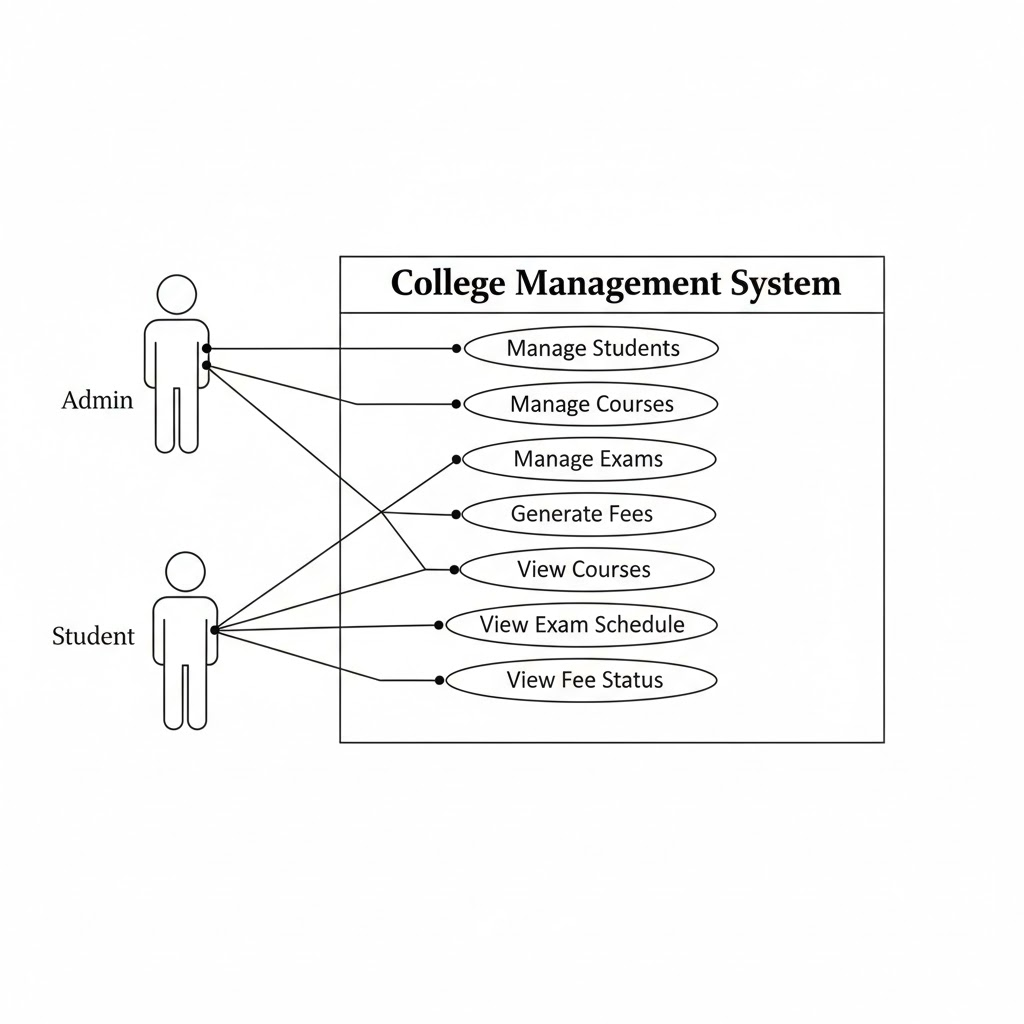 College Management System
Manage Students
Admin
Manage Courses
Manage Exams
Generate Fees
View Courses
Student
View Exam Schedule
View Fee Status